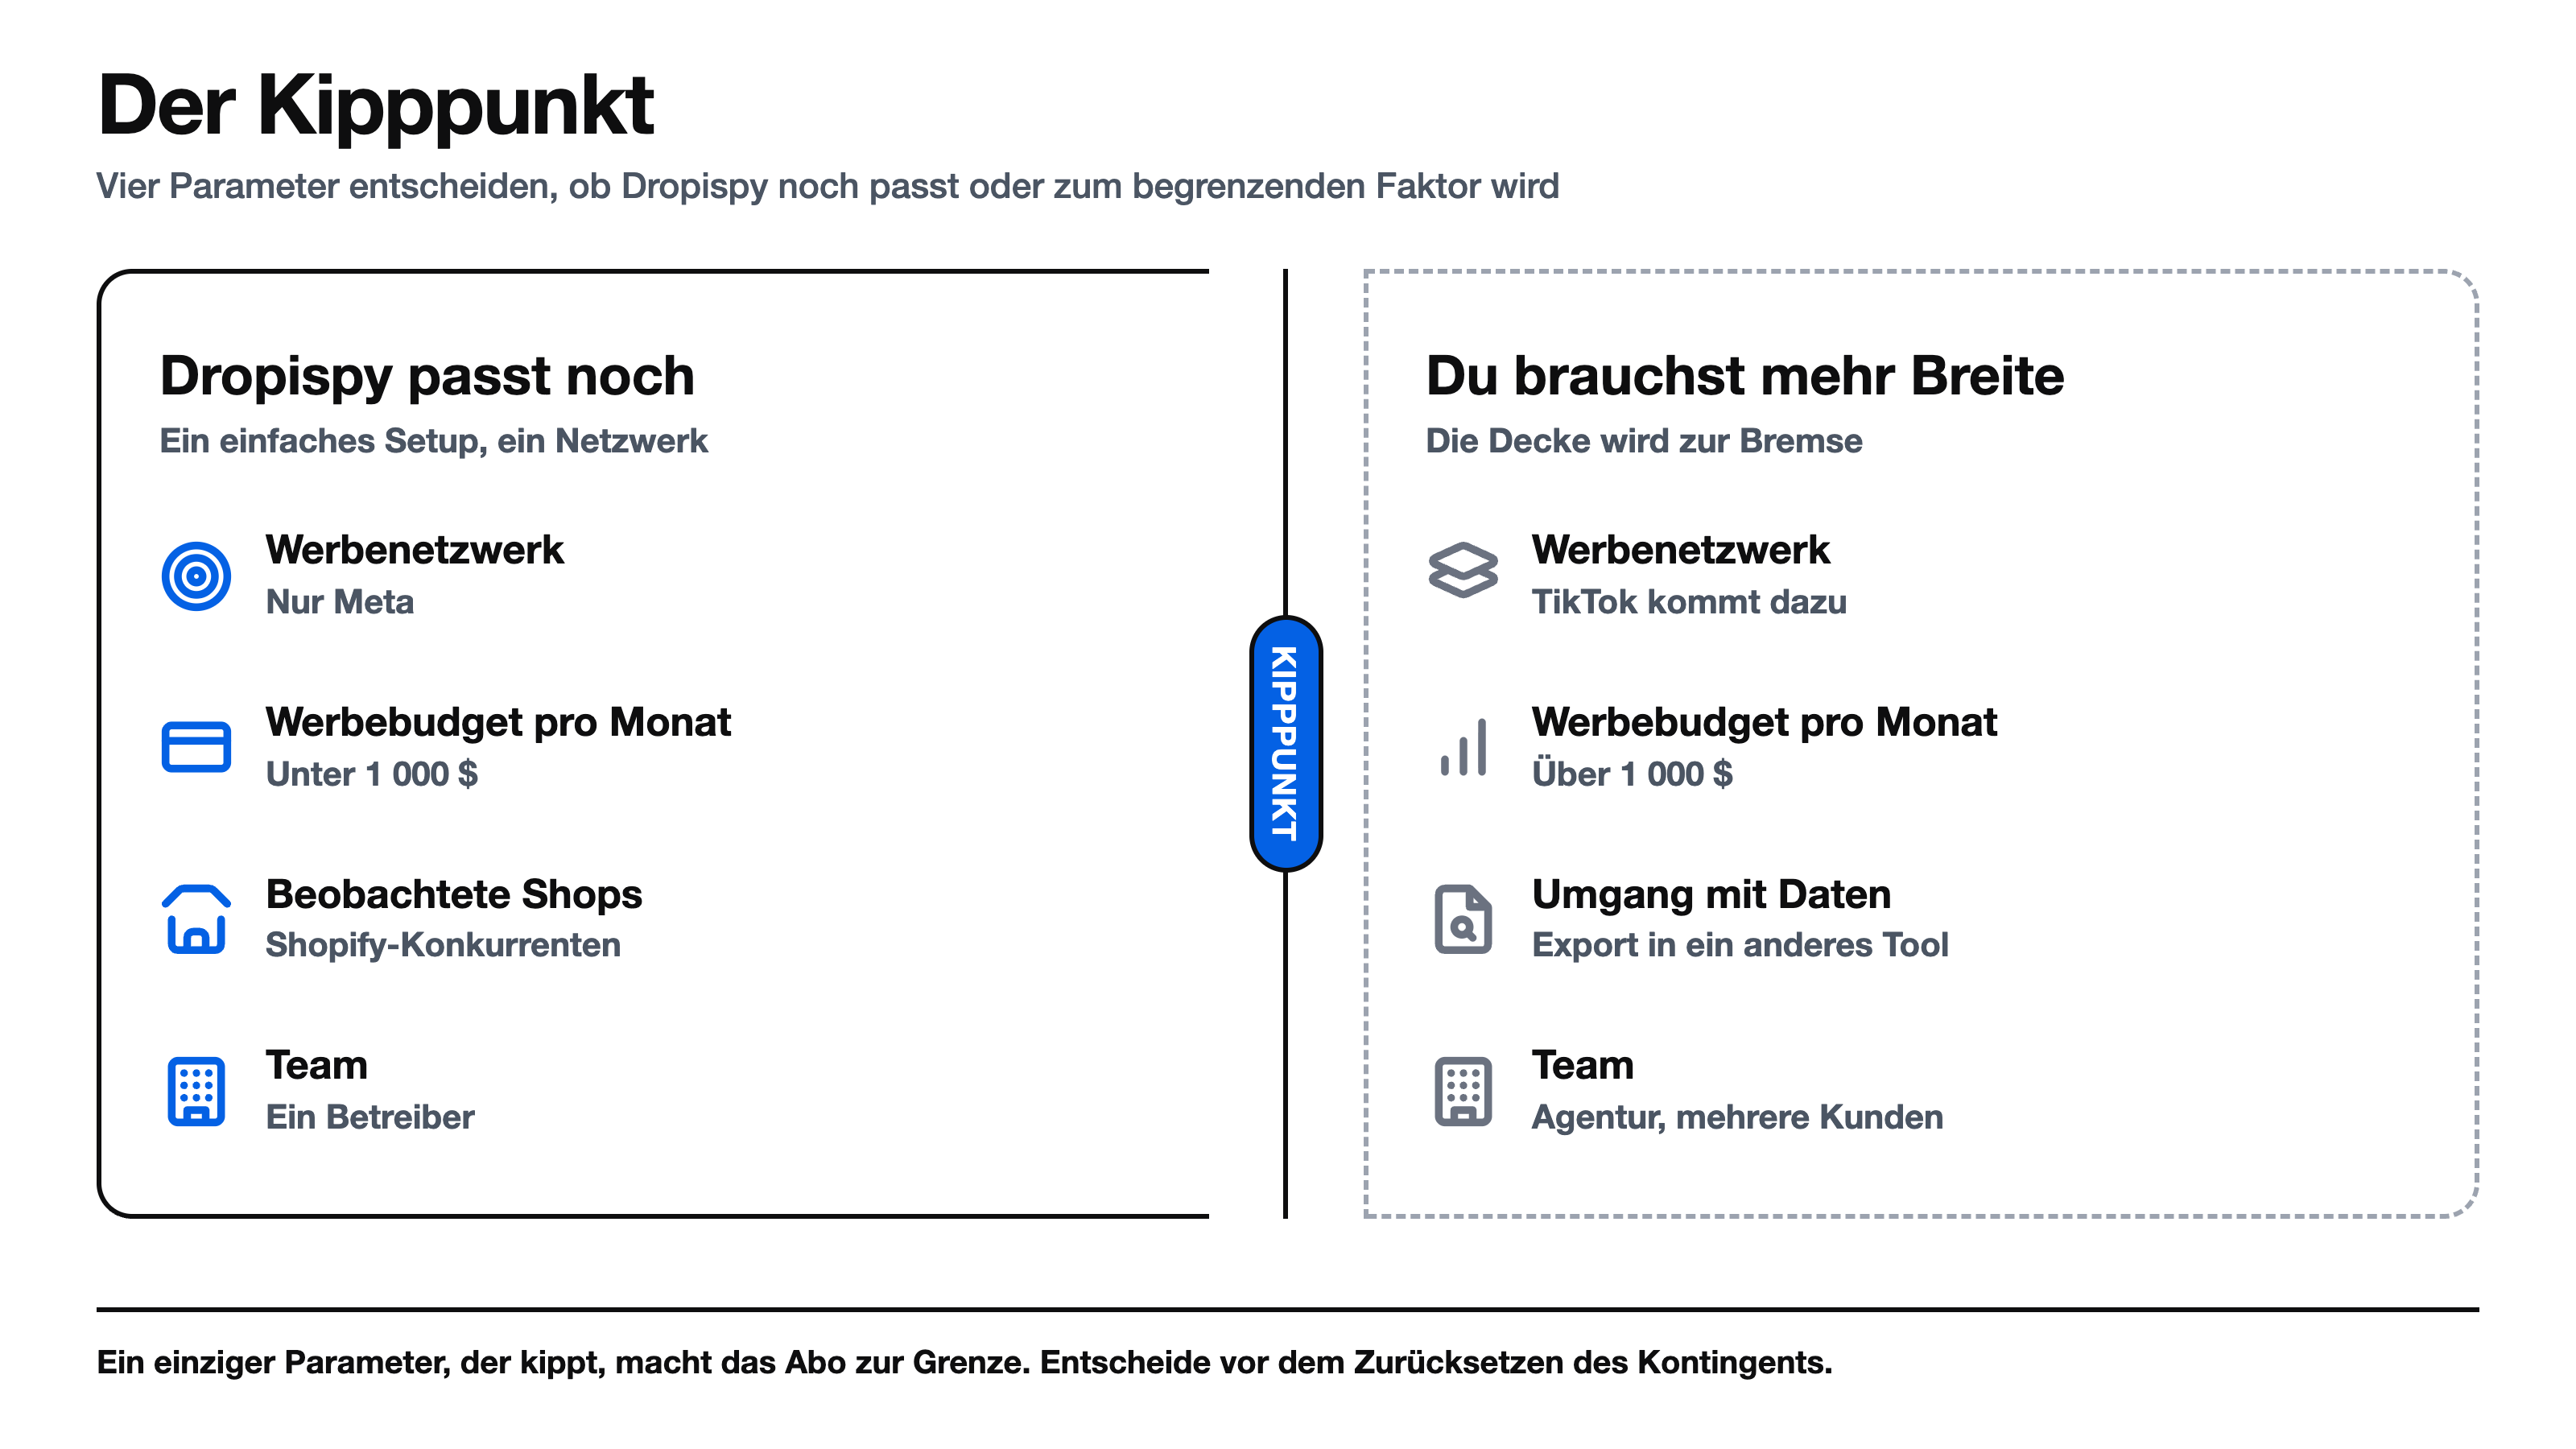 Der Kipppunkt
Vier Parameter entscheiden, ob Dropispy noch passt oder zum begrenzenden Faktor wird
Dropispy passt noch
Ein einfaches Setup, ein Netzwerk
Werbenetzwerk
Nur Meta
Werbebudget pro Monat
Unter 1 000 $
Beobachtete Shops
Shopify-Konkurrenten
Team
Ein Betreiber
KIPPPUNKT
Du brauchst mehr Breite
Die Decke wird zur Bremse
Werbenetzwerk
TikTok kommt dazu
Werbebudget pro Monat
Über 1 000 $
Umgang mit Daten
Export in ein anderes Tool
Team
Agentur, mehrere Kunden
Ein einziger Parameter, der kippt, macht das Abo zur Grenze. Entscheide vor dem Zurücksetzen des Kontingents.